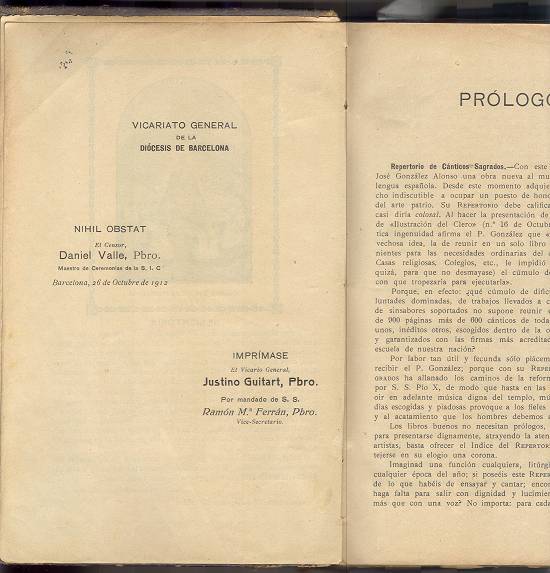 VICARIATO GENERAL
DE LA
DIÓCESIS DE BARCELONA
NIHIL OBSTAT
El Censor,
Daniel Valle, Pbro.
Maestro de Ceremonias de la S. I. C
Barcelona, 26 de Octubre de 1912
IMPRÍMASE
El Vicario General,
Justino Guitart, Pbro.
Por mandado de S. S.
Ramón M.ª Ferrán, Pbro.
Vice-Secretario.
PRÓLOGO
Repertorio de Cánticos Sagrados.—Con este
José González Alonso una obra nueva al mu
lengua española. Desde este momento adquie
cho indiscutible a ocupar un puesto de hono
del arte patrio. Su REPERTORIO debe califica
casi diría colosal. Al hacer la presentación de
de «Ilustración del Clero» (n.º 16 de Octubr
tica ingenuidad afirma el P. González que «
vechosa idea, la de reunir en un solo libro
nientes para las necesidades ordinarias del
Casas religiosas, Colegios, etc., le impidió
quizá, para que no desmayase) el cúmulo d
con que tropezaría para ejecutarla».
Porque, en efecto: ¿qué cúmulo de dific
luntades dominadas, de trabajos llevados a c
de sinsabores soportados no supone reunir e
de 900 páginas más de 600 cánticos de toda
unos, inéditos otros, escogidos dentro de la o
y garantizados con las firmas más acreditad
escuela de nuestra nación?
Por labor tan útil y fecunda sólo pláceme
recibir el P. González; porque con su REPER
GRADOS ha allanado los caminos de la reform
por S. S. Pío X, de modo que hasta en las
oir en adelante música digna del templo, mú
días escogidas y piadosas provoque a los fieles
y al acatamiento que los hombres debemos a
Los libros buenos no necesitan prólogos,
para presentarse dignamente, atrayendo la aten
artistas, basta ofrecer el Indice del REPERTOR
tejerse en su elogio una corona.
Imaginad una función cualquiera, litúrgi
cualquier época del año; si poseéis este REPER
de lo que habéis de ensayar y cantar; encon
haga falta para salir con dignidad y lucimie
más que con una voz? No importa: para cada